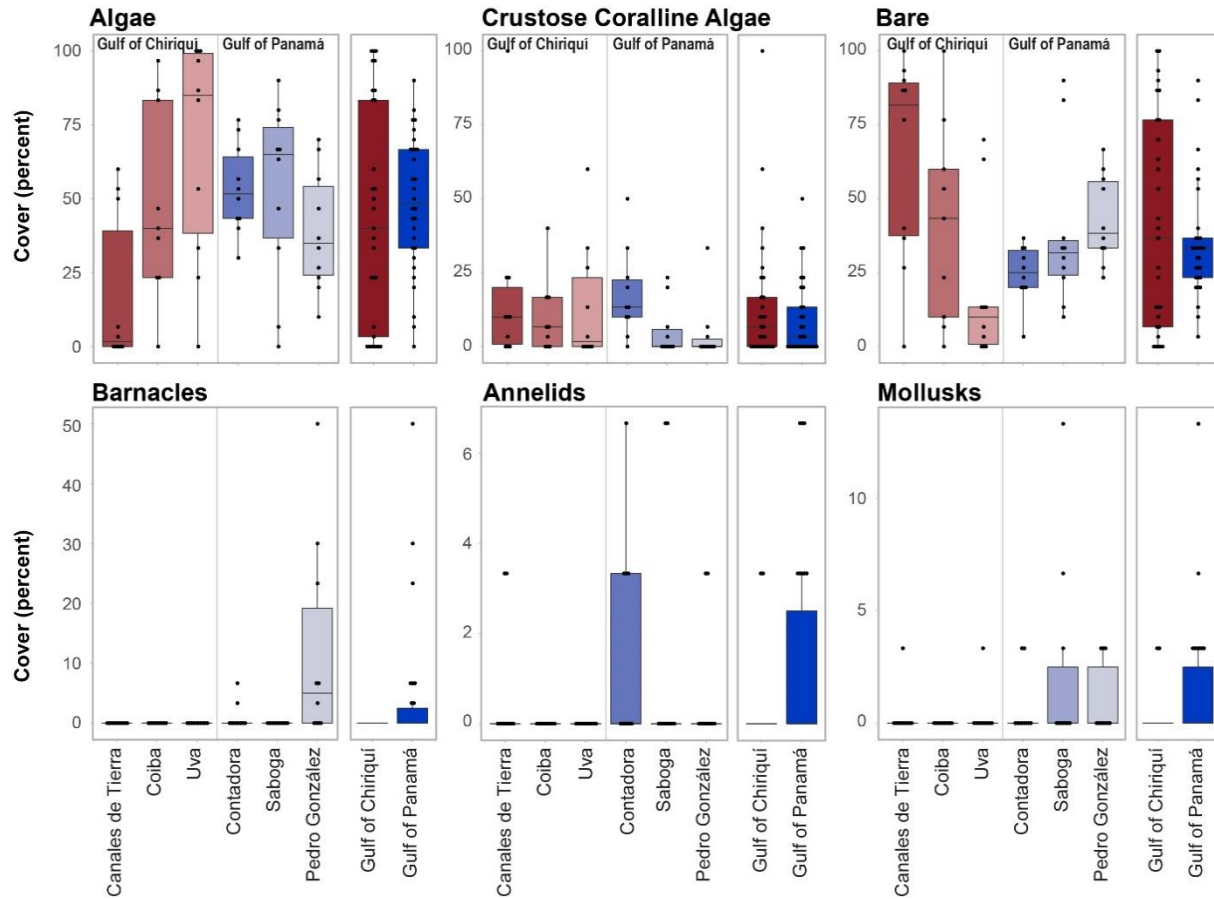 Algae
Crustose Coralline Algae
Bare
Gulf of Chiriquí Gulf of Panamá
Gulf of Chiriquí Gulf of Panamá
Gulf of Chiriquí Gulf of Panamá
Cover (percent)
100
75
50
25
0
100
75
50
25
0
100
75
50
25
0
Barnacles
Annelids
Mollusks
Cover (percent)
50
40
30
20
10
0
6
4
2
0
10
5
0
Canales de Tierra
Coiba
Uva
Contadora
Saboga
Pedro González
Gulf of Chiriquí
Gulf of Panamá
Canales de Tierra
Coiba
Uva
Contadora
Saboga
Pedro González
Gulf of Chiriquí
Gulf of Panamá
Canales de Tierra
Coiba
Uva
Contadora
Saboga
Pedro González
Gulf of Chiriquí
Gulf of Panamá